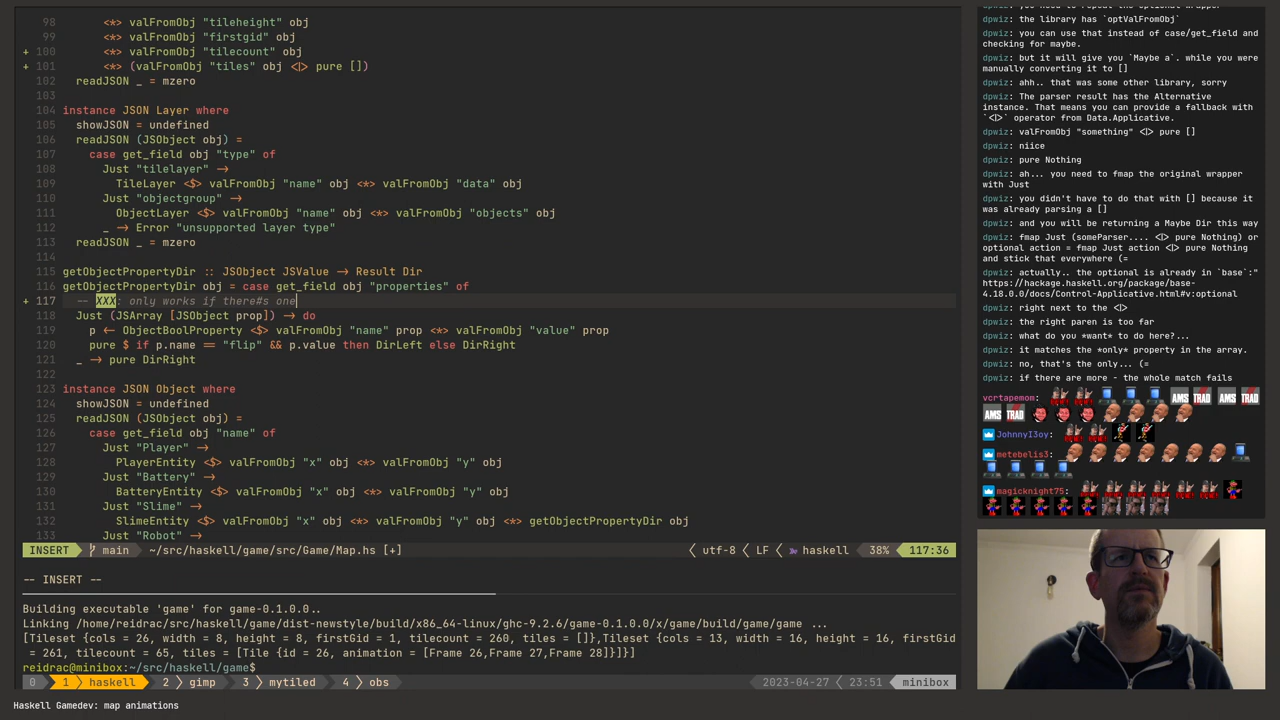 98 <*> valFromObj "tileheight" obj
99 <*> valFromObj "firstgid" obj
+ 100 <*> valFromObj "tilecount" obj
+ 101 <*> (valFromObj "tiles" obj <|> pure [])
102 readJSON _ = mzero
103
104 instance JSON Layer where
105 showJSON = undefined
106 readJSON (JSObject obj) =
107 case get_field obj "type" of
108 Just "tilelayer" ->
109 TileLayer <$> valFromObj "name" obj <*> valFromObj "data" obj
110 Just "objectgroup" ->
111 ObjectLayer <$> valFromObj "name" obj <*> valFromObj "objects" obj
112 _ -> Error "unsupported layer type"
113 readJSON _ = mzero
114
115 getObjectPropertyDir :: JSObject JSValue -> Result Dir
116 getObjectPropertyDir obj = case get_field obj "properties" of
+ 117 -- XXX: only works if there#s one
118 Just (JSArray [JSObject prop]) -> do
119 p <- ObjectBoolProperty <$> valFromObj "name" prop <*> valFromObj "value" prop
120 pure $ if p.name == "flip" && p.value then DirLeft else DirRight
121 _ -> pure DirRight
122
123 instance JSON Object where
124 showJSON = undefined
125 readJSON (JSObject obj) =
126 case get_field obj "name" of
127 Just "Player" ->
128 PlayerEntity <$> valFromObj "x" obj <*> valFromObj "y" obj
129 Just "Battery" ->
130 BatteryEntity <$> valFromObj "x" obj <*> valFromObj "y" obj
131 Just "Slime" ->
132 SlimeEntity <$> valFromObj "x" obj <*> valFromObj "y" obj <*> getObjectPropertyDir obj
133 Just "Robot" ->
INSERT main ~/src/haskell/game/src/Game/Map.hs [+] utf-8 LF haskell 38% 117:36
-- INSERT --
Building executable 'game' for game-0.1.0.0..
Linking /home/reidrac/src/haskell/game/dist-newstyle/build/x86_64-linux/ghc-9.2.6/game-0.1.0.0/x/game/build/game/game ...
[Tileset {cols = 26, width = 8, height = 8, firstGid = 1, tilecount = 260, tiles = []},Tileset {cols = 13, width = 16, height = 16, firstGid
= 261, tilecount = 65, tiles = [Tile {id = 26, animation = [Frame 26,Frame 27,Frame 28]}]}]
reidrac@minibox:~/src/haskell/game$
0 1 haskell 2 gimp 3 mytiled 4 obs 2023-04-27 23:51 minibox
Haskell Gamedev: map animations
dpwiz: the library has `optValFromObj`
dpwiz: you can use that instead of case/get_field and
checking for maybe.
dpwiz: but it will give you `Maybe a`. while you were
manually converting it to []
dpwiz: ahh.. that was some other library, sorry
dpwiz: The parser result has the Alternative
instance. That means you can provide a fallback with
`<|>` operator from Data.Applicative.
dpwiz: valFromObj "something" <|> pure []
dpwiz: niice
dpwiz: pure Nothing
dpwiz: ah... you need to fmap the original wrapper
with Just
dpwiz: you didn't have to do that with [] because it
was already parsing a []
dpwiz: and you will be returning a Maybe Dir this way
dpwiz: fmap Just (someParser.... <|> pure Nothing) or
optional action = fmap Just action <|> pure Nothing
and stick that everywhere (=
dpwiz: actually.. the optional is already in `base`:"
https://hackage.haskell.org/package/base-
4.18.0.0/docs/Control-Applicative.html#v:optional
dpwiz: right next to the <|>
dpwiz: the right paren is too far
dpwiz: what do you *want* to do here?...
dpwiz: it matches the *only* property in the array.
dpwiz: no, that's the only... (=
dpwiz: if there are more - the whole match fails
vcrtapemom: AMS TRAD AMS TRAD
AMS TRAD
JohnnyI3oy:
metebelis3:
magicknight75: